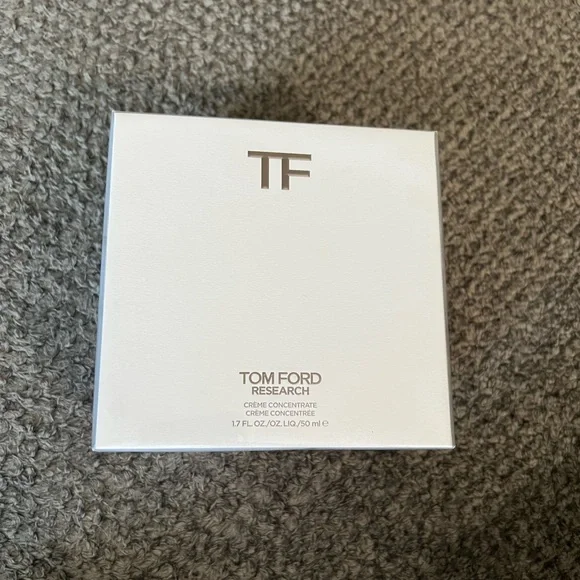 TF
TOM FORD
RESEARCH
CRÈME CONCENTRATE
CRÈME CONCENTRÉE
1.7 FL. OZ./OZ. LIQ./50 ml ℮